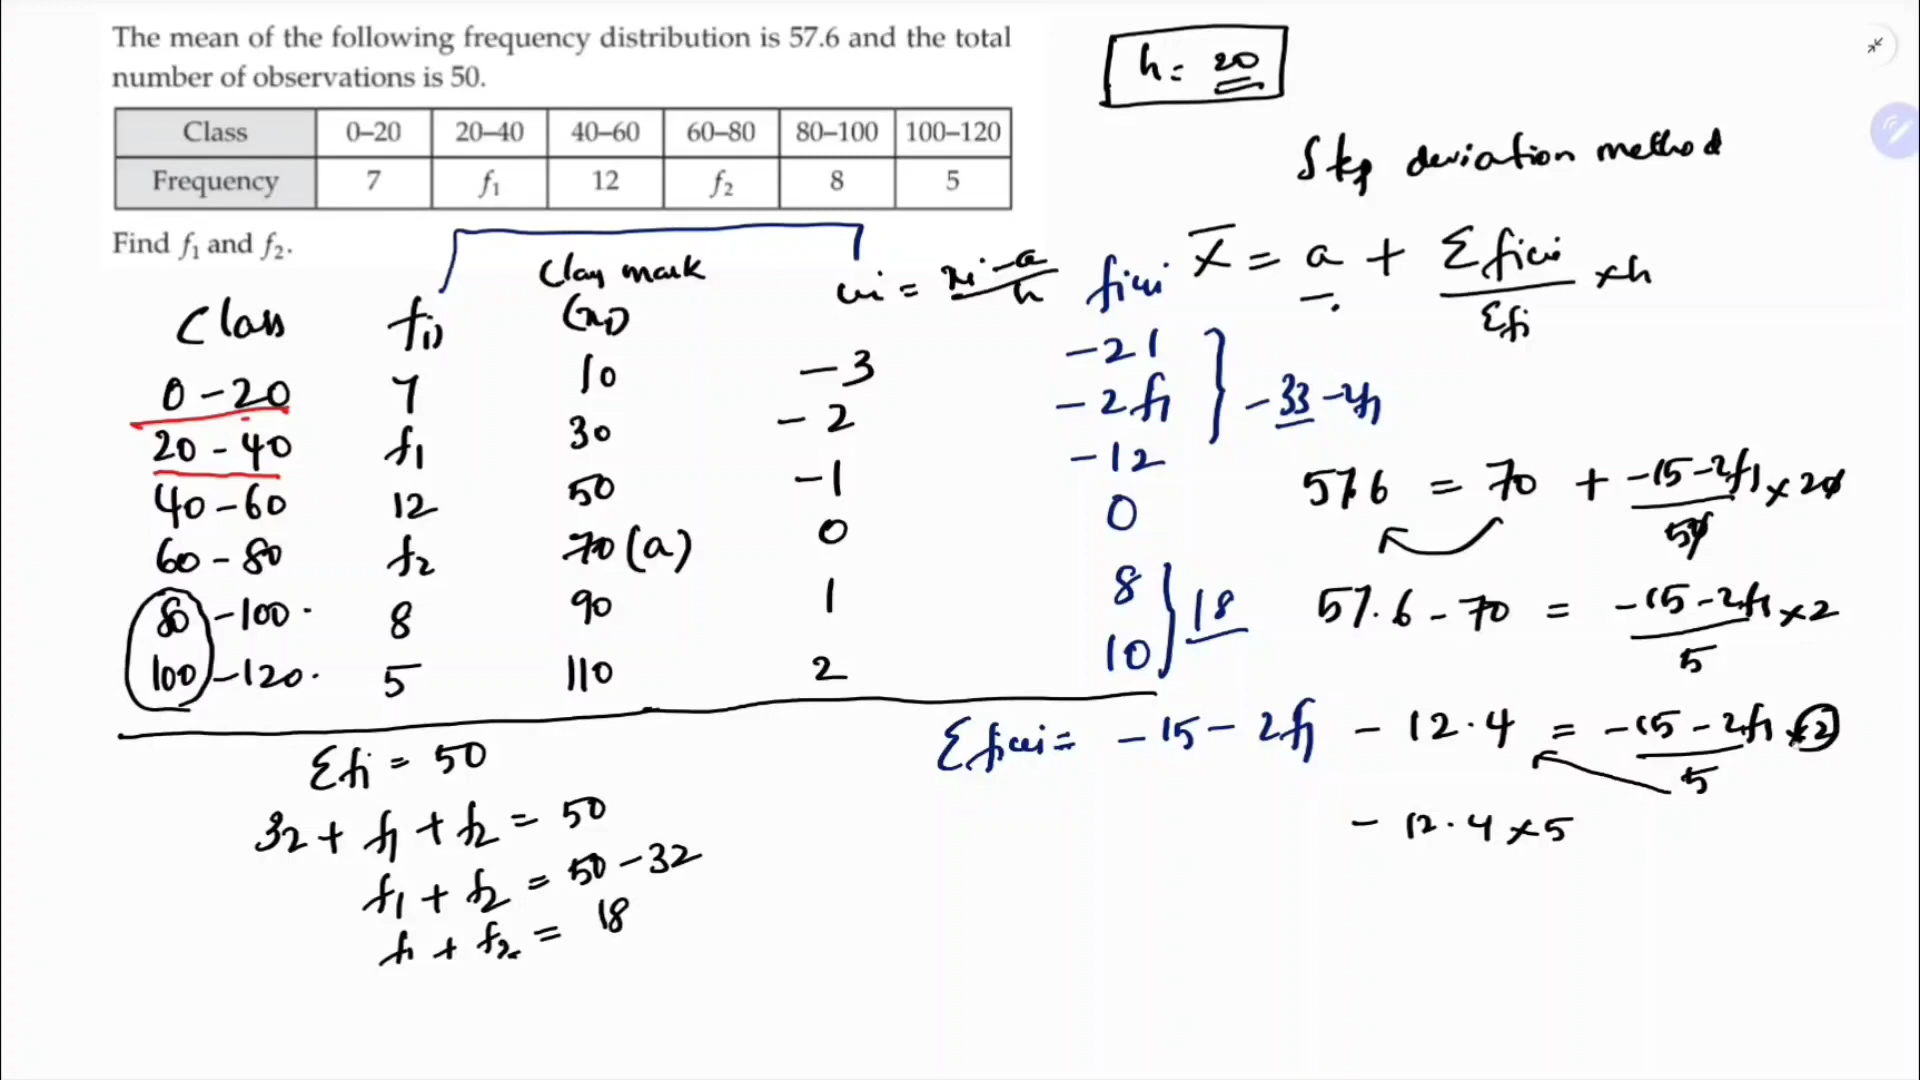 The mean of the following frequency distribution is 57.6 and the total
number of observations is 50.
Class 0–20 20–40 40–60 60–80 80–100 100–120
Frequency 7 f₁ 12 f₂ 8 5
Find f₁ and f₂.
h = 20
Step deviation method
x̄ = a + Σfiui/Σfi × h
Class fi Class mark (xi) ui = xi - a/h fiui
0 - 20 7 10 - 3 - 21
20 - 40 f1 30 - 2 - 2f1
40 - 60 12 50 - 1 - 12
60 - 80 f2 70 (a) 0 0
80 - 100 8 90 1 8
100 - 120 5 110 2 10
- 33 - 2f1
18
Σfi = 50
Σfiui = - 15 - 2f1
32 + f1 + f2 = 50
f1 + f2 = 50 - 32
f1 + f2 = 18
57.6 = 70 + - 15 - 2f1/50 × 20
57.6 - 70 = - 15 - 2f1/5 × 2
- 12.4 = - 15 - 2f1/5 × 2
- 12.4 × 5